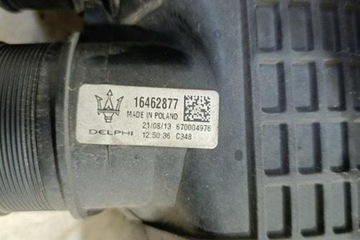 16462877
MADE IN POLAND
21/08/13 670004976
DELPHI 12:50:36 C348